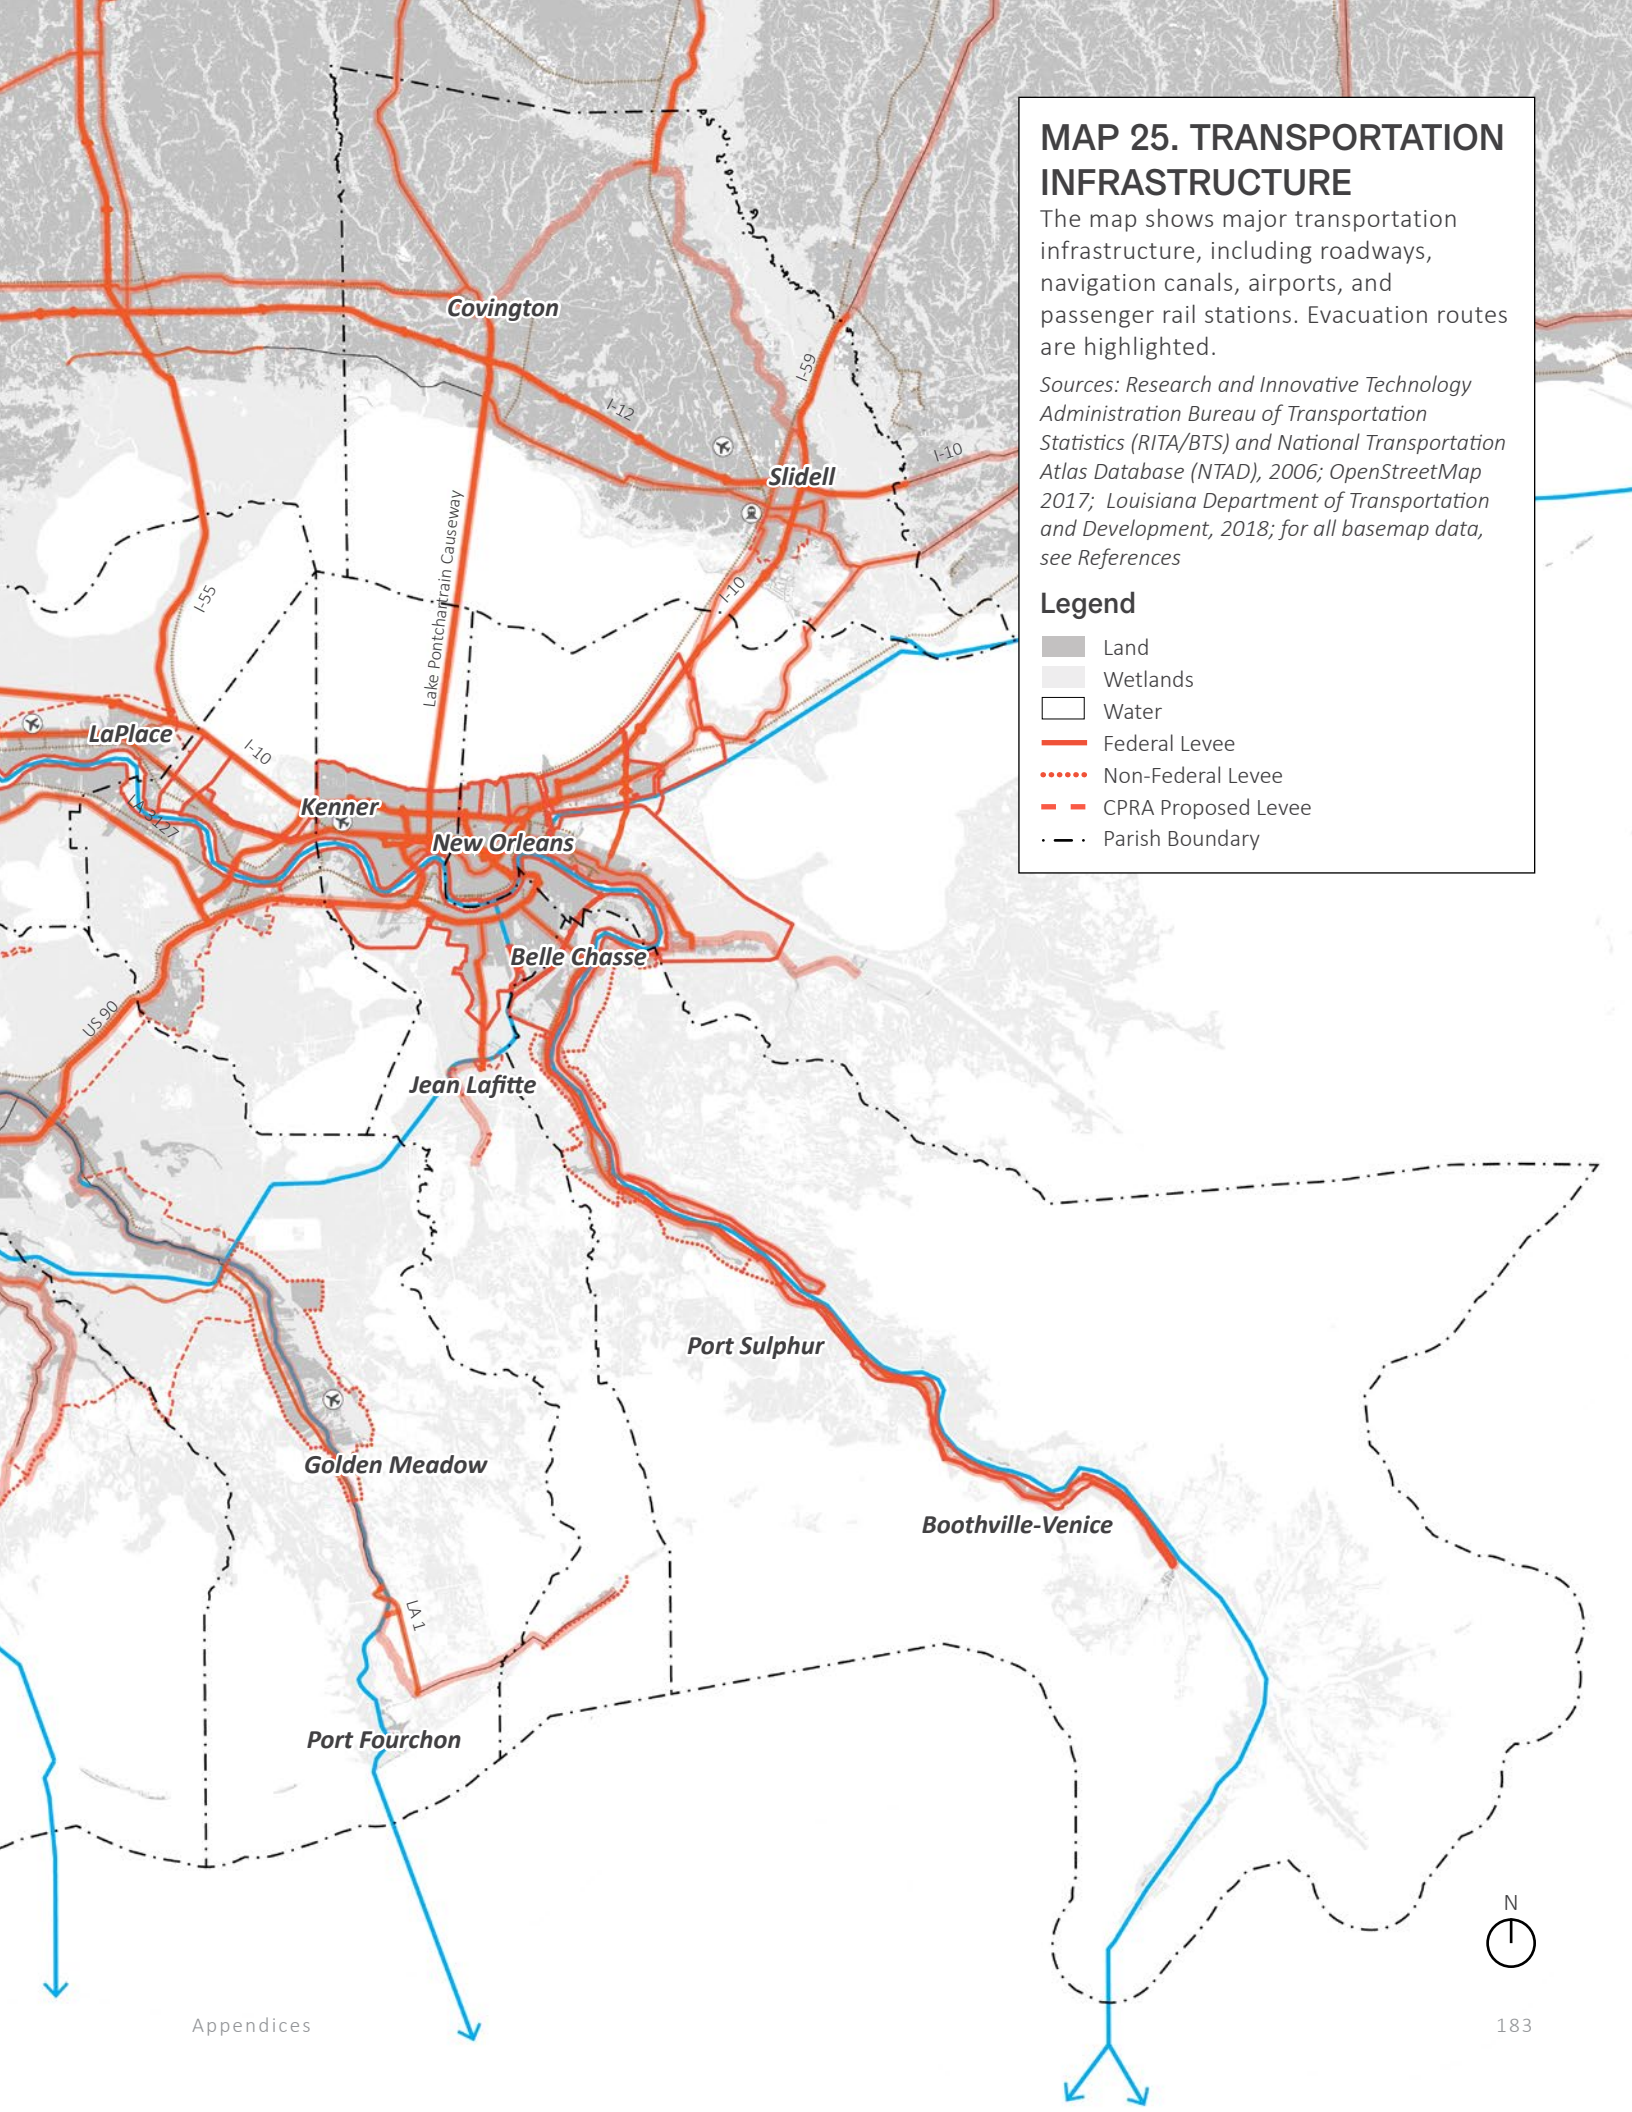 MAP 25. TRANSPORTATION
INFRASTRUCTURE
The map shows major transportation
infrastructure, including roadways,
navigation canals, airports, and
passenger rail stations. Evacuation routes
are highlighted.
Sources: Research and Innovative Technology
Administration Bureau of Transportation
Statistics (RITA/BTS) and National Transportation
Atlas Database (NTAD), 2006; OpenStreetMap
2017;  Louisiana Department of Transportation
and Development, 2018; for all basemap data,
see References
Legend
Land
Wetlands
Water
Federal Levee
Non-Federal Levee
CPRA Proposed Levee
Parish Boundary
Covington
I-59
I-12
I-10
Slidell
Lake Pontchartrain Causeway
I-55
I-10
LaPlace
I-10
Kenner
LA 3127
New Orleans
Belle Chasse
US 90
Jean Lafitte
Port Sulphur
Golden Meadow
Boothville-Venice
LA 1
Port Fourchon
N
Appendices
183